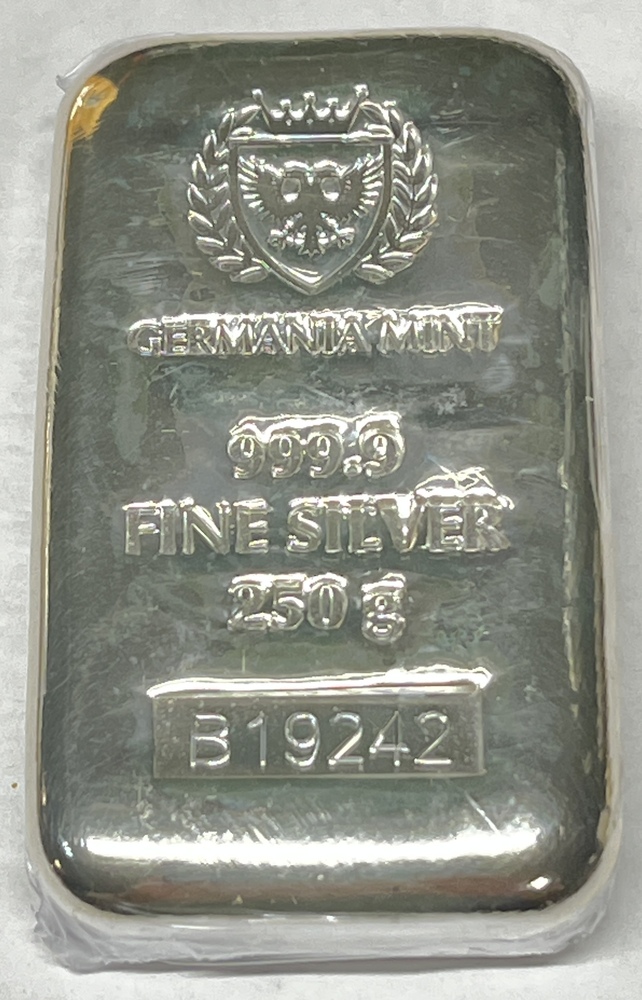 GERMANIA MINT
999.9
FINE SILVER
250 g
B19242